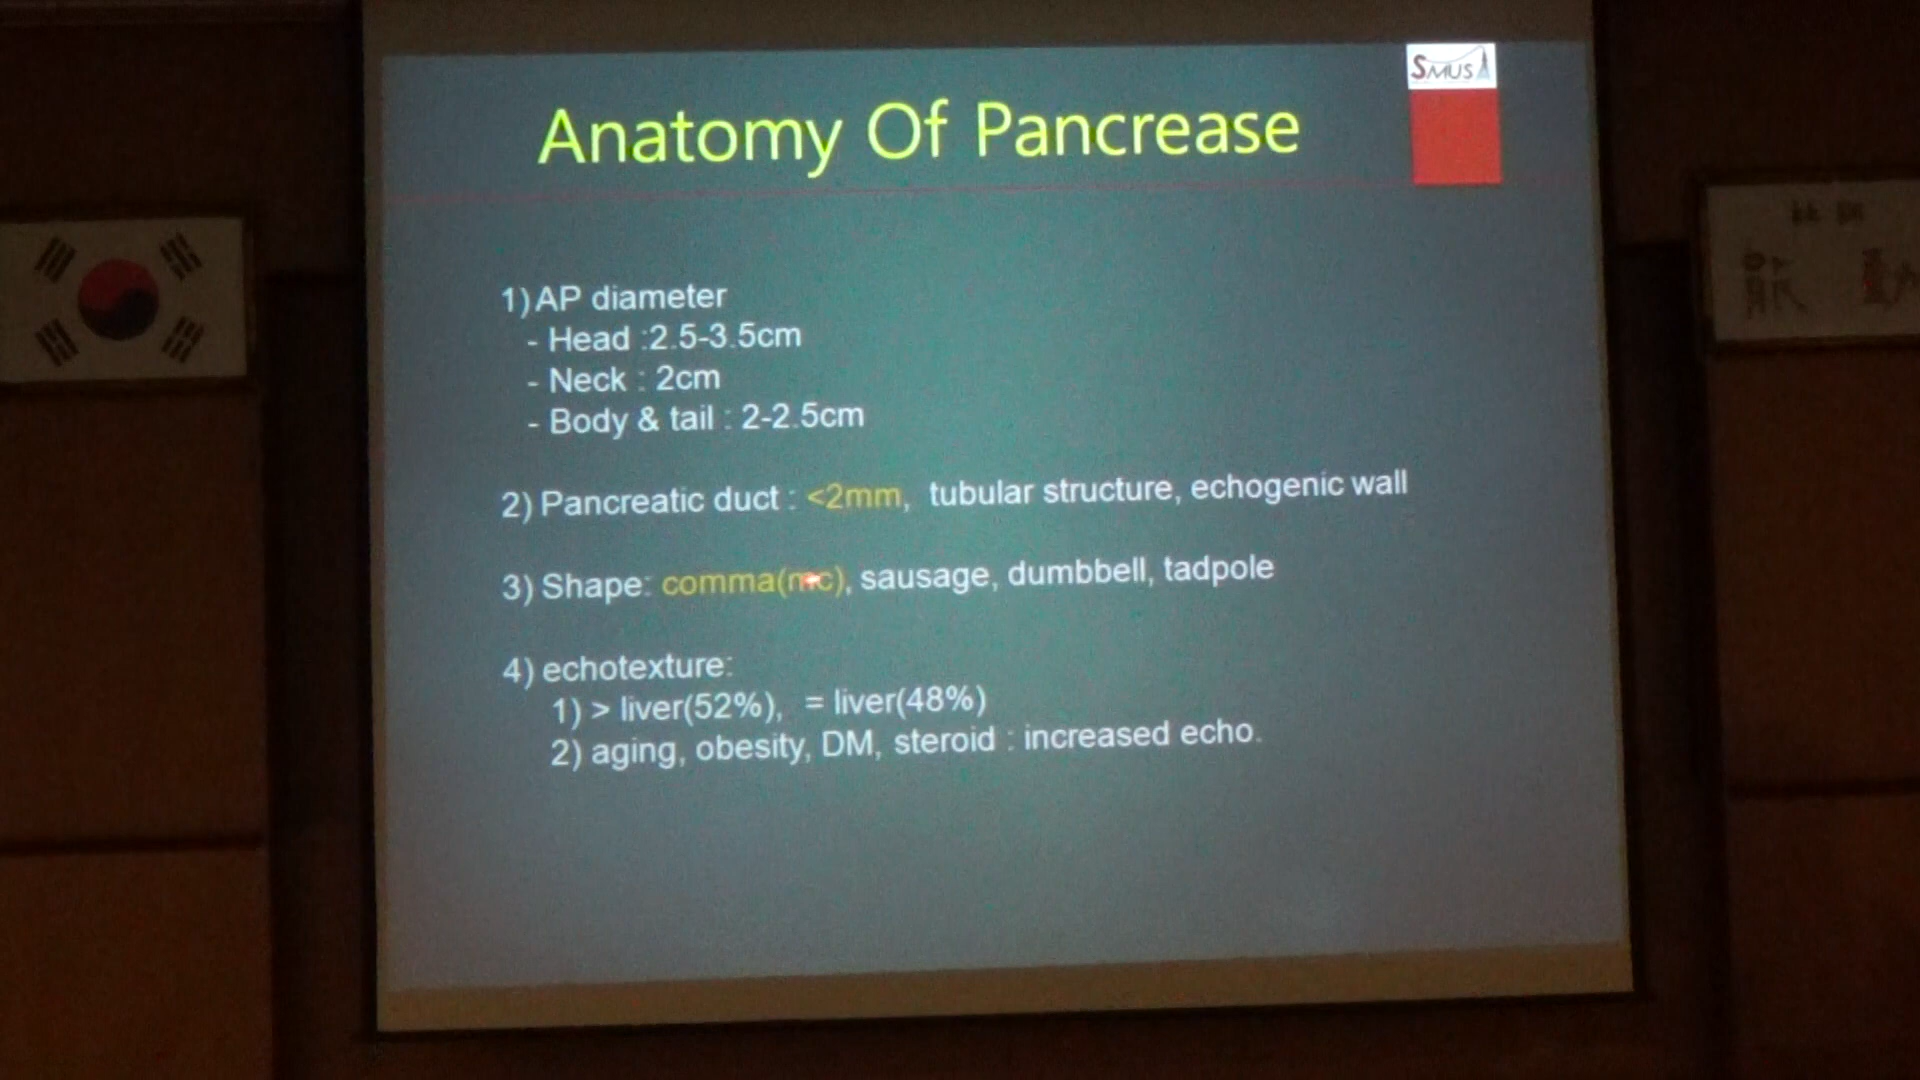 SMUS
Anatomy Of Pancrease
1) AP diameter
- Head :2.5-3.5cm
- Neck : 2cm
- Body & tail : 2-2.5cm
2) Pancreatic duct : <2mm, tubular structure, echogenic wall
3) Shape: comma(mc), sausage, dumbbell, tadpole
4) echotexture:
1) > liver(52%), = liver(48%)
2) aging, obesity, DM, steroid : increased echo.